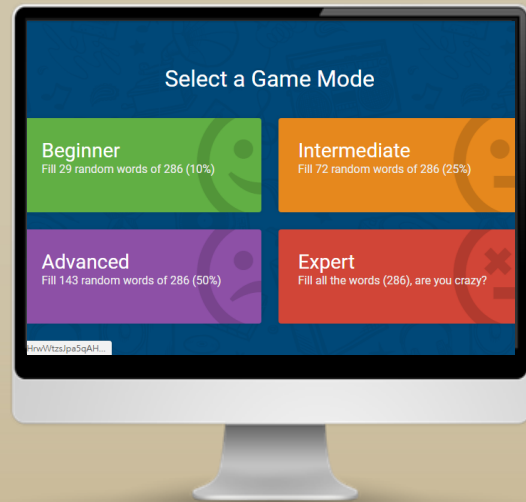 Select a Game Mode
Beginner
Fill 29 random words of 286 (10%)
Intermediate
Fill 72 random words of 286 (25%)
Advanced
Fill 143 random words of 286 (50%)
Expert
Fill all the words (286), are you crazy?
HrwWtzsJpa5qAH...